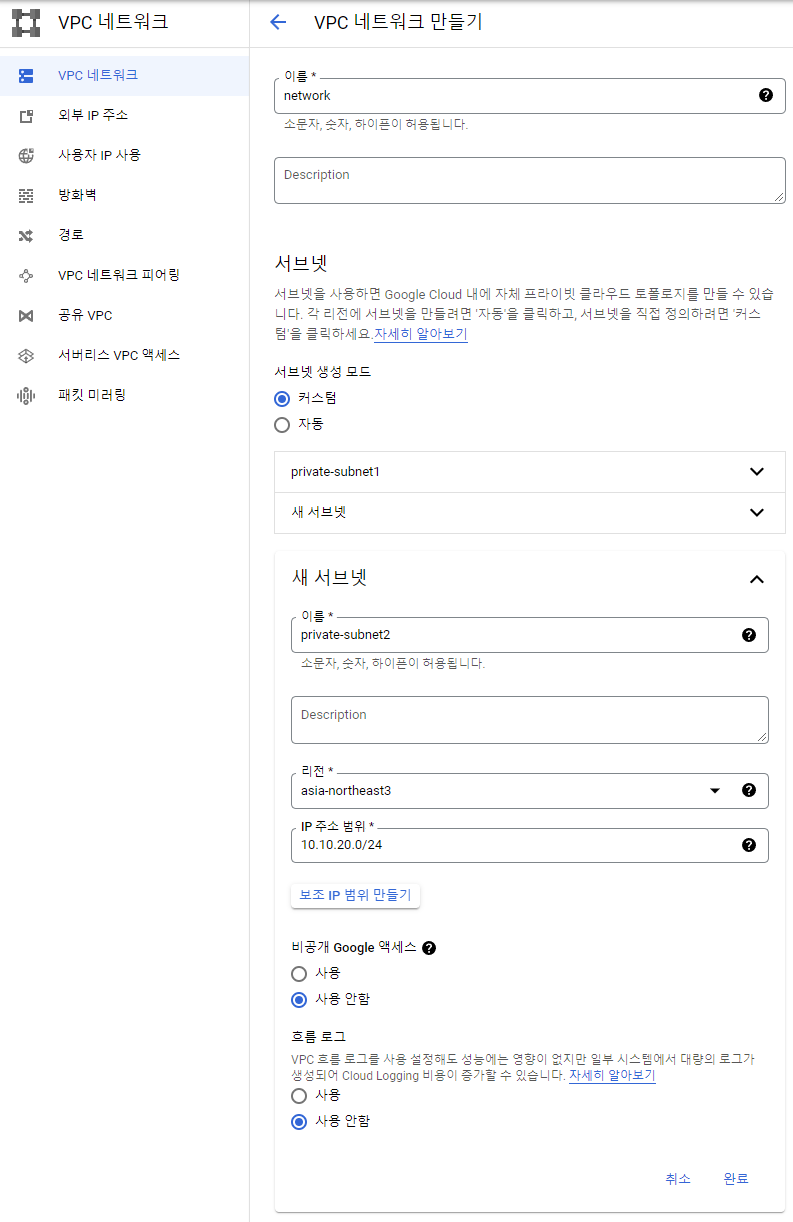 VPC 네트워크
VPC 네트워크 만들기
VPC 네트워크
외부 IP 주소
사용자 IP 사용
방화벽
경로
VPC 네트워크 피어링
공유 VPC
서버리스 VPC 액세스
패킷 미러링
이름 *
network
소문자, 숫자, 하이픈이 허용됩니다.
Description
서브넷
서브넷을 사용하면 Google Cloud 내에 자체 프라이빗 클라우드 토폴로지를 만들 수 있습
니다. 각 리전에 서브넷을 만들려면 '자동'을 클릭하고, 서브넷을 직접 정의하려면 '커스
텀'을 클릭하세요.자세히 알아보기
서브넷 생성 모드
커스텀
자동
private-subnet1
새 서브넷
새 서브넷
이름 *
private-subnet2
소문자, 숫자, 하이픈이 허용됩니다.
Description
리전 *
asia-northeast3
IP 주소 범위 *
10.10.20.0/24
보조 IP 범위 만들기
비공개 Google 액세스
사용
사용 안함
흐름 로그
VPC 흐름 로그를 사용 설정해도 성능에는 영향이 없지만 일부 시스템에서 대량의 로그가
생성되어 Cloud Logging 비용이 증가할 수 있습니다. 자세히 알아보기
사용
사용 안함
취소
완료